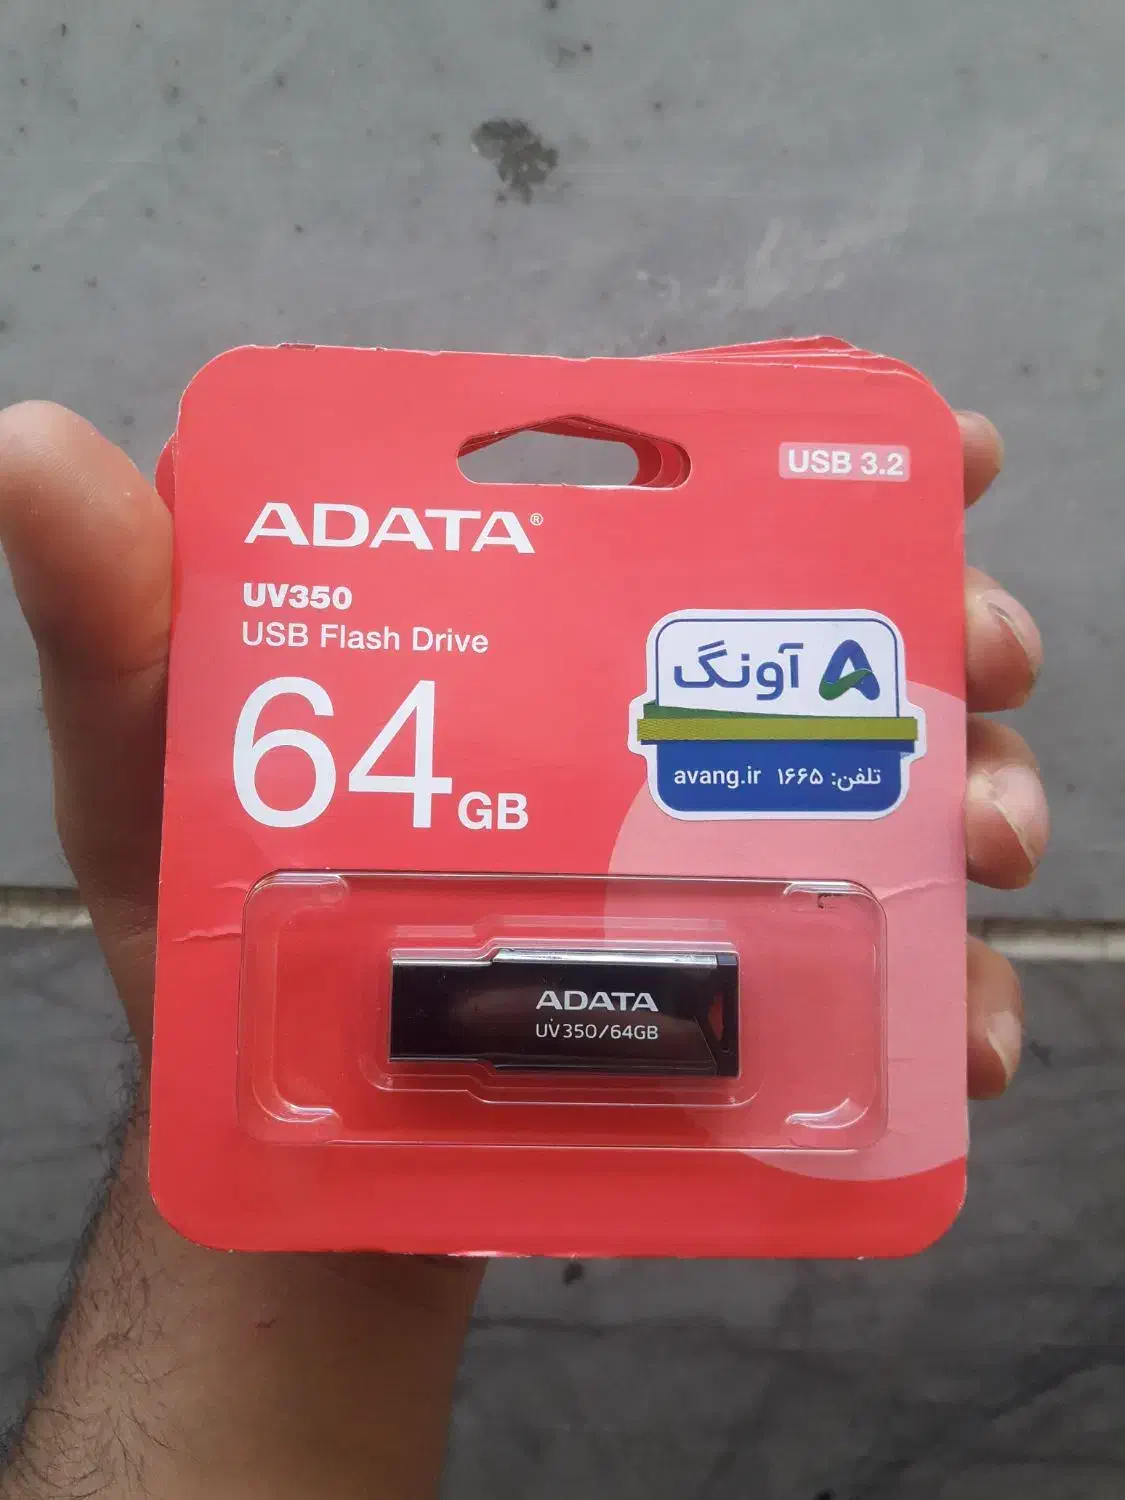 USB 3.2
ADATA®
UV350
USB Flash Drive
64GB
آونگ
تلفن: ۱۶۶۵ avang.ir
ADATA
UV350/64GB